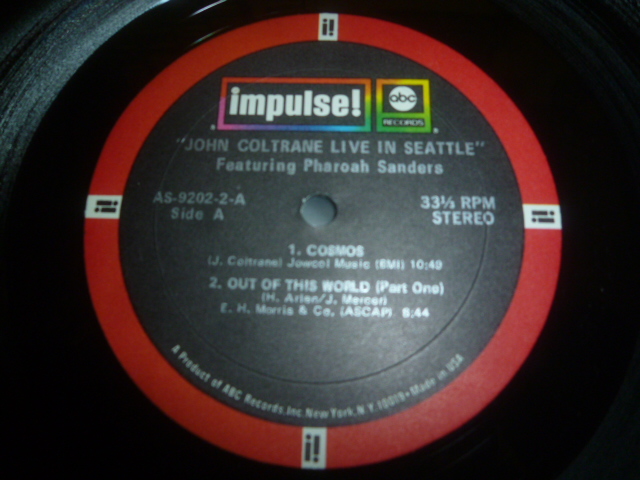 i!
impulse!
abc
RECORDS
"JOHN COLTRANE LIVE IN SEATTLE"
Featuring Pharoah Sanders
AS-9202-2-A
Side A
33⅓ RPM
STEREO
i!
i!
1. COSMOS
(J. Coltrane) Jowcol Music (BMI) 10:49
2. OUT OF THIS WORLD (Part One)
(H. Arlen/J. Mercer)
E. H. Morris & Co. (ASCAP) 8:44
A Product of ABC Records, Inc. New York, N.Y. 10019 • Made in USA
i!